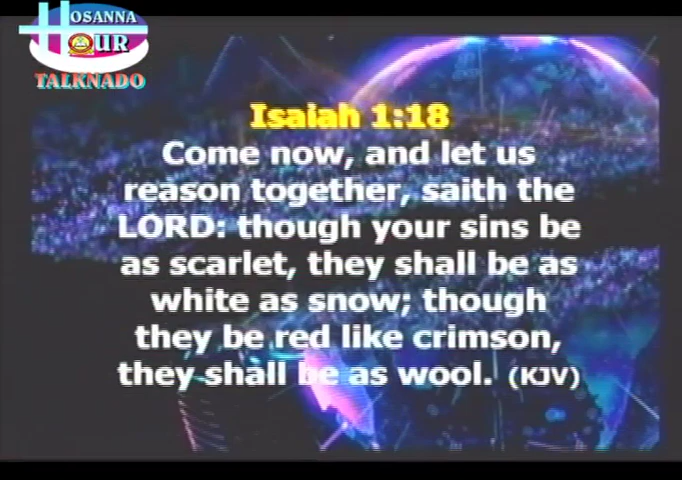 HOSANNA
HOUR
TALKNADO
Isaiah 1:18
Come now, and let us
reason together, saith the
LORD: though your sins be
as scarlet, they shall be as
white as snow; though
they be red like crimson,
they shall be as wool. (KJV)